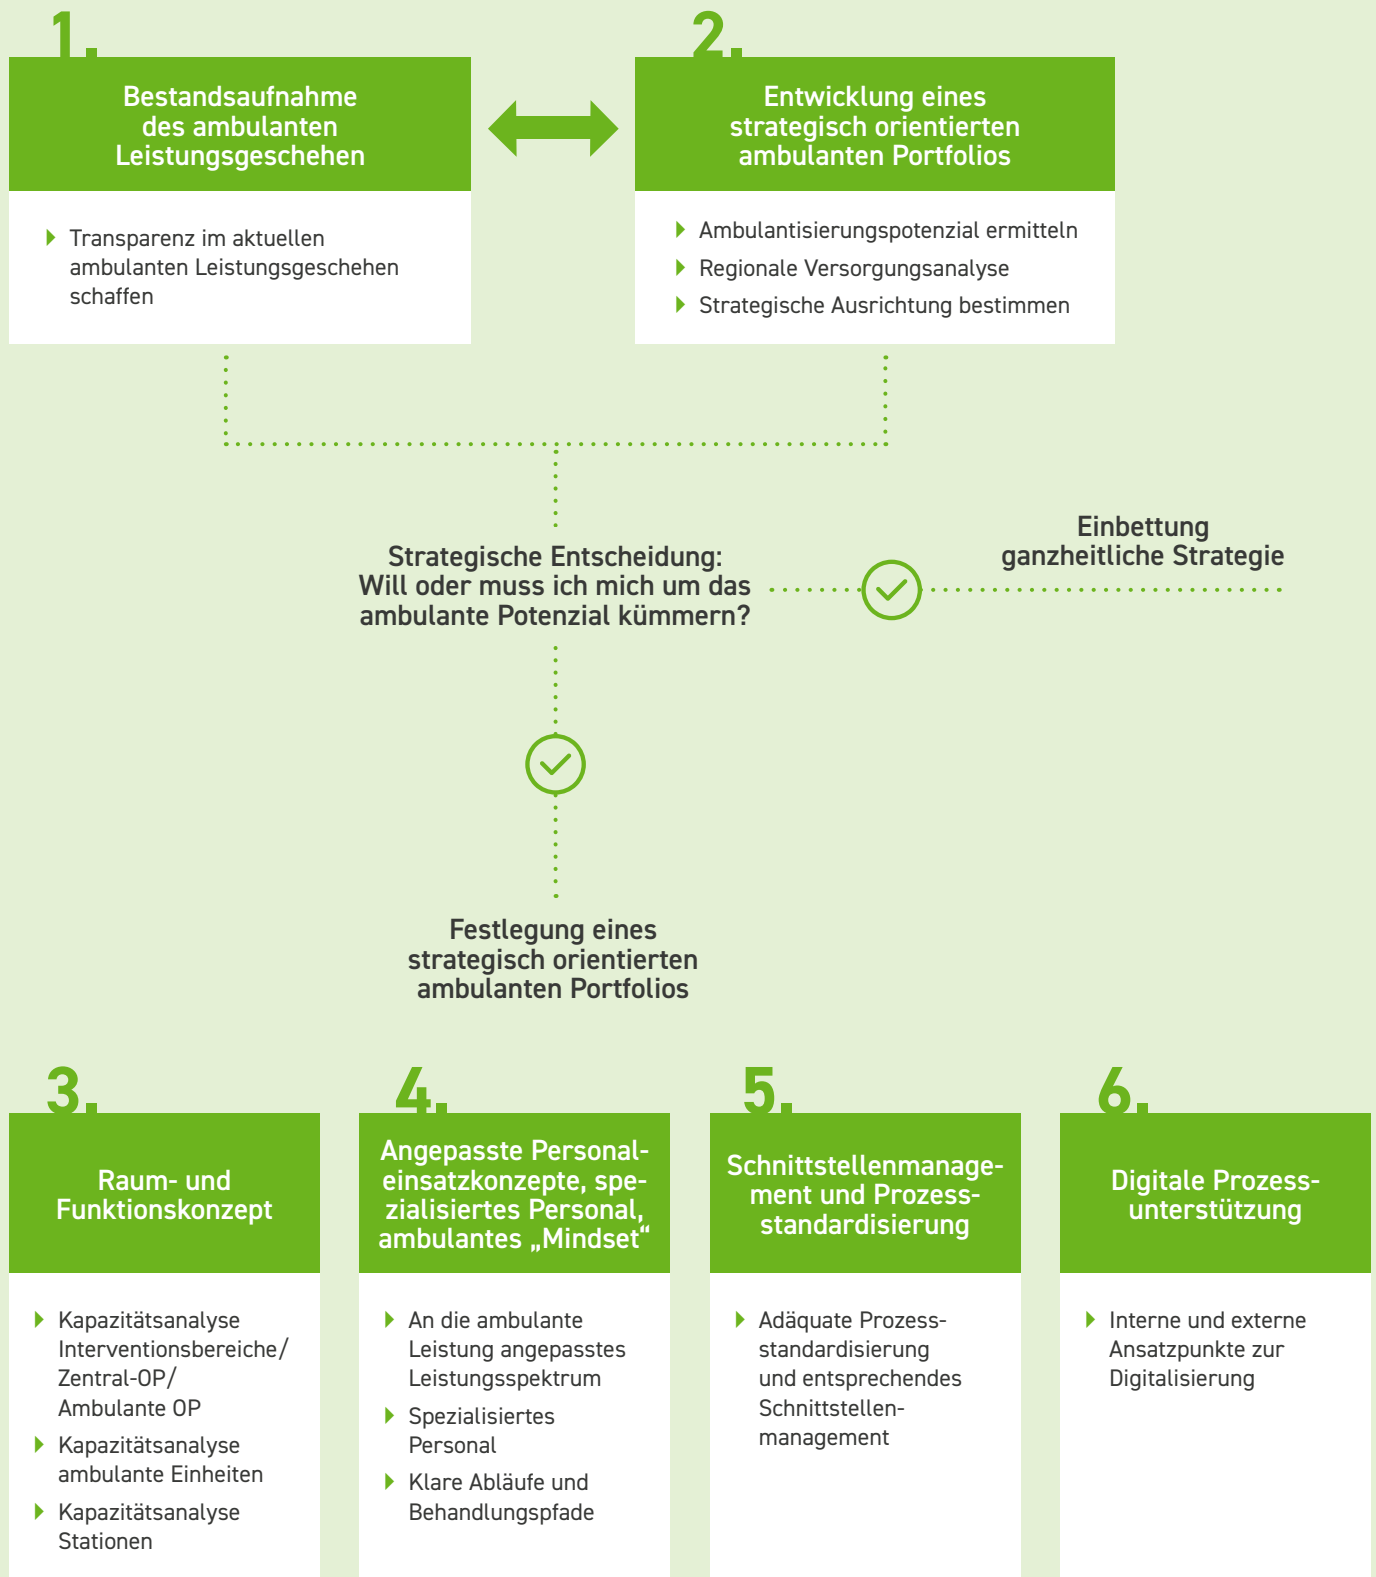 1.
Bestandsaufnahme
des ambulanten
Leistungsgeschehen
Transparenz im aktuellen
ambulanten Leistungsgeschehen
schaffen
2.
Entwicklung eines
strategisch orientierten
ambulanten Portfolios
Ambulantisierungspotenzial ermitteln
Regionale Versorgungsanalyse
Strategische Ausrichtung bestimmen
Strategische Entscheidung:
Will oder muss ich mich um das
ambulante Potenzial kümmern?
Einbettung
ganzheitliche Strategie
Festlegung eines
strategisch orientierten
ambulanten Portfolios
3.
Raum- und
Funktionskonzept
Kapazitätsanalyse
Interventionsbereiche/
Zentral-OP/
Ambulante OP
Kapazitätsanalyse
ambulante Einheiten
Kapazitätsanalyse
Stationen
4.
Angepasste Personal-
einsatzkonzepte, spe-
zialisiertes Personal,
ambulantes „Mindset“
An die ambulante
Leistung angepasstes
Leistungsspektrum
Spezialisiertes
Personal
Klare Abläufe und
Behandlungspfade
5.
Schnittstellenmanage-
ment und Prozess-
standardisierung
Adäquate Prozess-
standardisierung
und entsprechendes
Schnittstellen-
management
6.
Digitale Prozess-
unterstützung
Interne und externe
Ansatzpunkte zur
Digitalisierung